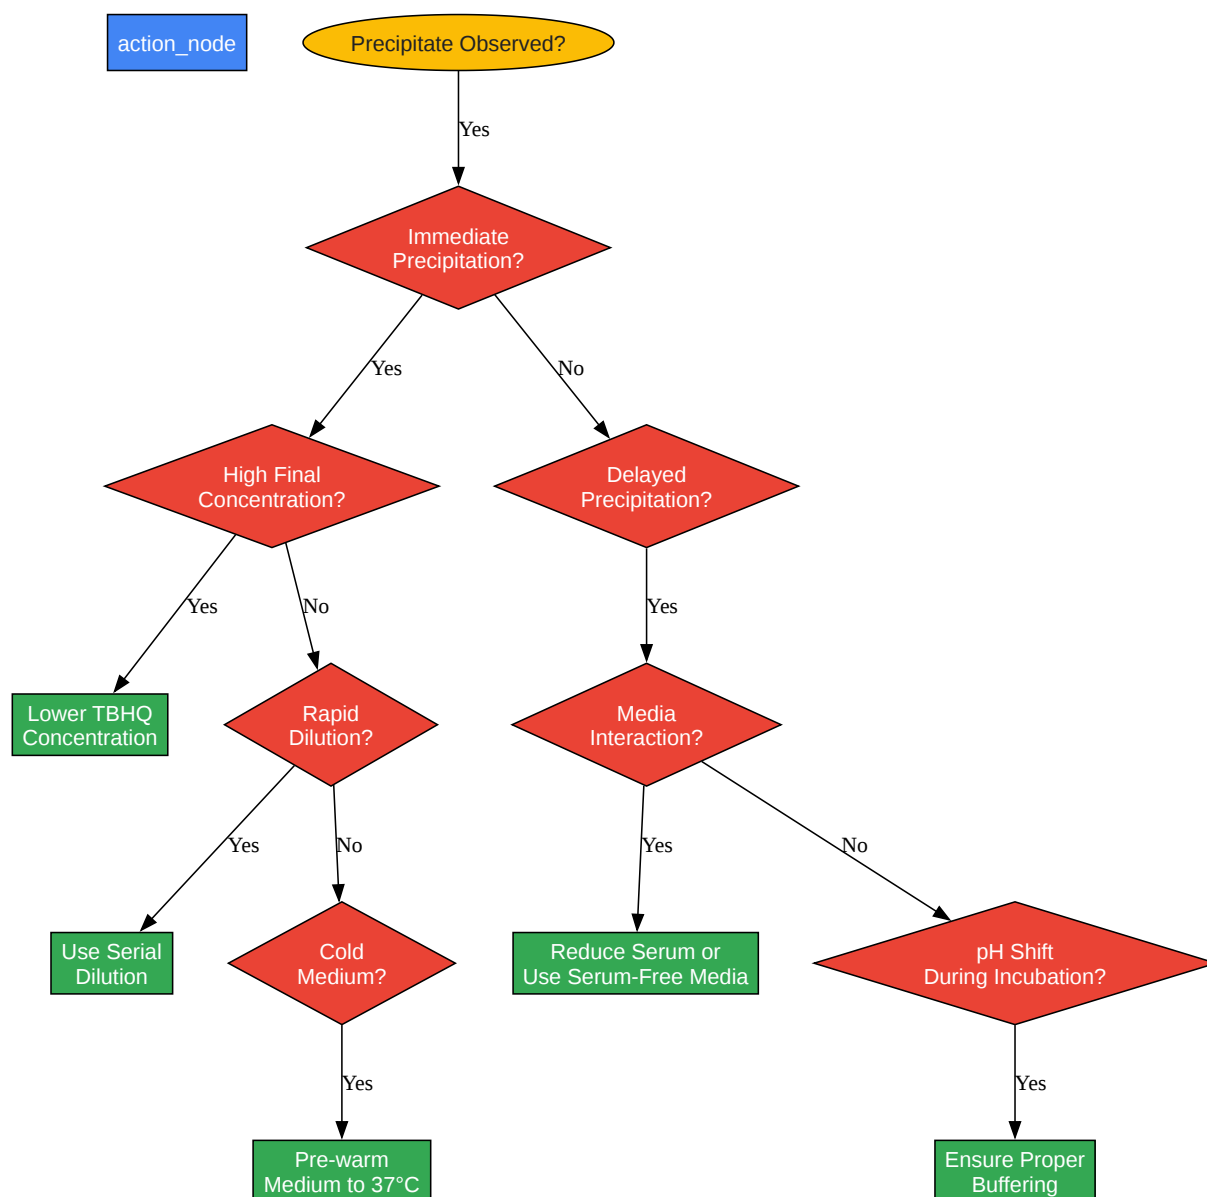 action_node
Precipitate Observed?
Yes
Immediate
Precipitation?
Yes
No
High Final
Concentration?
Delayed
Precipitation?
Yes
No
Yes
Lower TBHQ
Concentration
Rapid
Dilution?
Media
Interaction?
Yes
No
Yes
No
Use Serial
Dilution
Cold
Medium?
Reduce Serum or
Use Serum-Free Media
pH Shift
During Incubation?
Yes
Yes
Pre-warm
Medium to 37°C
Ensure Proper
Buffering